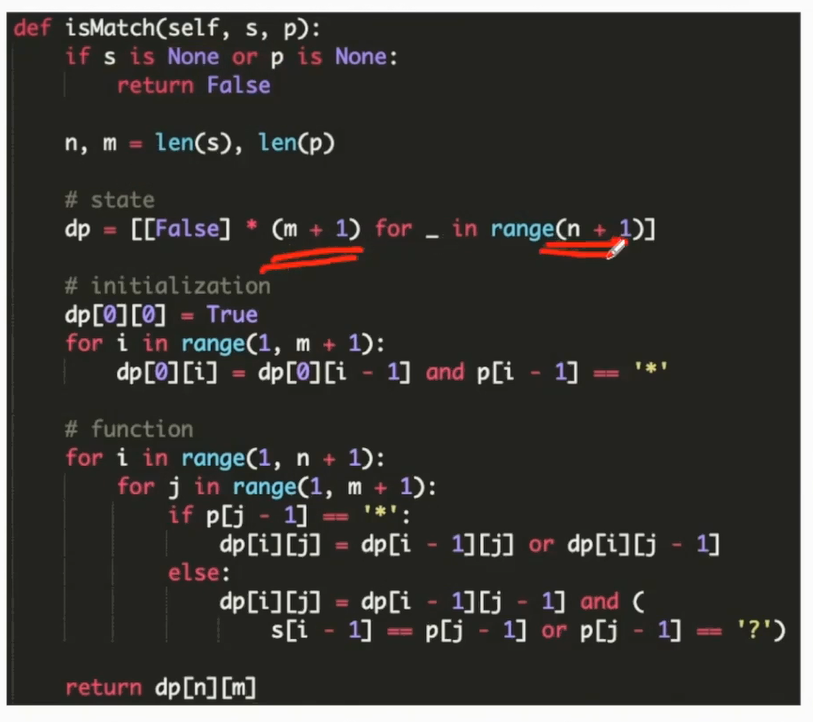 def isMatch(self, s, p):
    if s is None or p is None:
        return False

    n, m = len(s), len(p)

    # state
    dp = [[False] * (m + 1) for _ in range(n + 1)]

    # initialization
    dp[0][0] = True
    for i in range(1, m + 1):
        dp[0][i] = dp[0][i - 1] and p[i - 1] == '*'

    # function
    for i in range(1, n + 1):
        for j in range(1, m + 1):
            if p[j - 1] == '*':
                dp[i][j] = dp[i - 1][j] or dp[i][j - 1]
            else:
                dp[i][j] = dp[i - 1][j - 1] and (
                    s[i - 1] == p[j - 1] or p[j - 1] == '?')

    return dp[n][m]